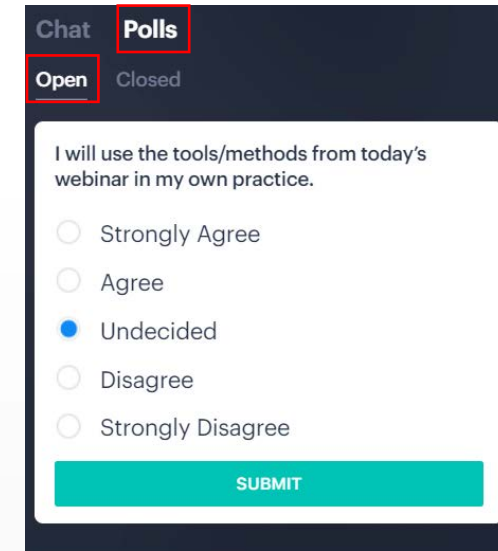 Chat Polls
Open Closed
I will use the tools/methods from today's
webinar in my own practice.
Strongly Agree
Agree
Undecided
Disagree
Strongly Disagree
SUBMIT